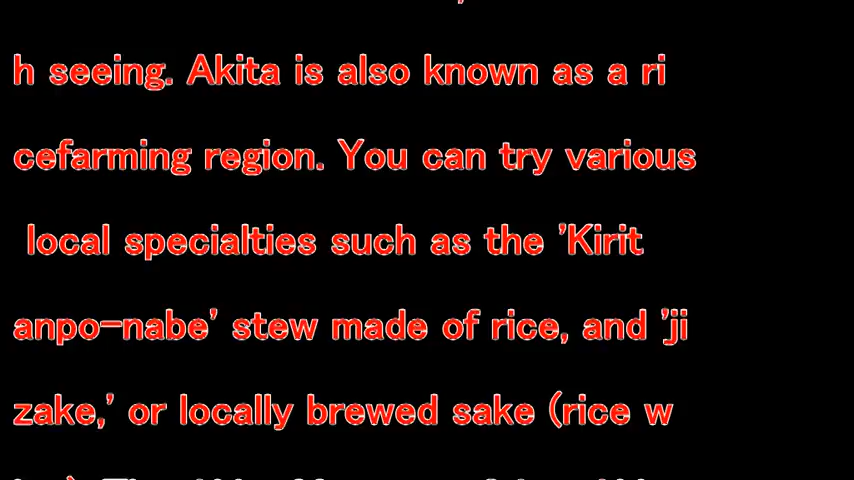 h seeing. Akita is also known as a ri
cefarming region. You can try various
local specialties such as the 'Kirit
anpo-nabe' stew made of rice, and 'ji
zake,' or locally brewed sake (rice w